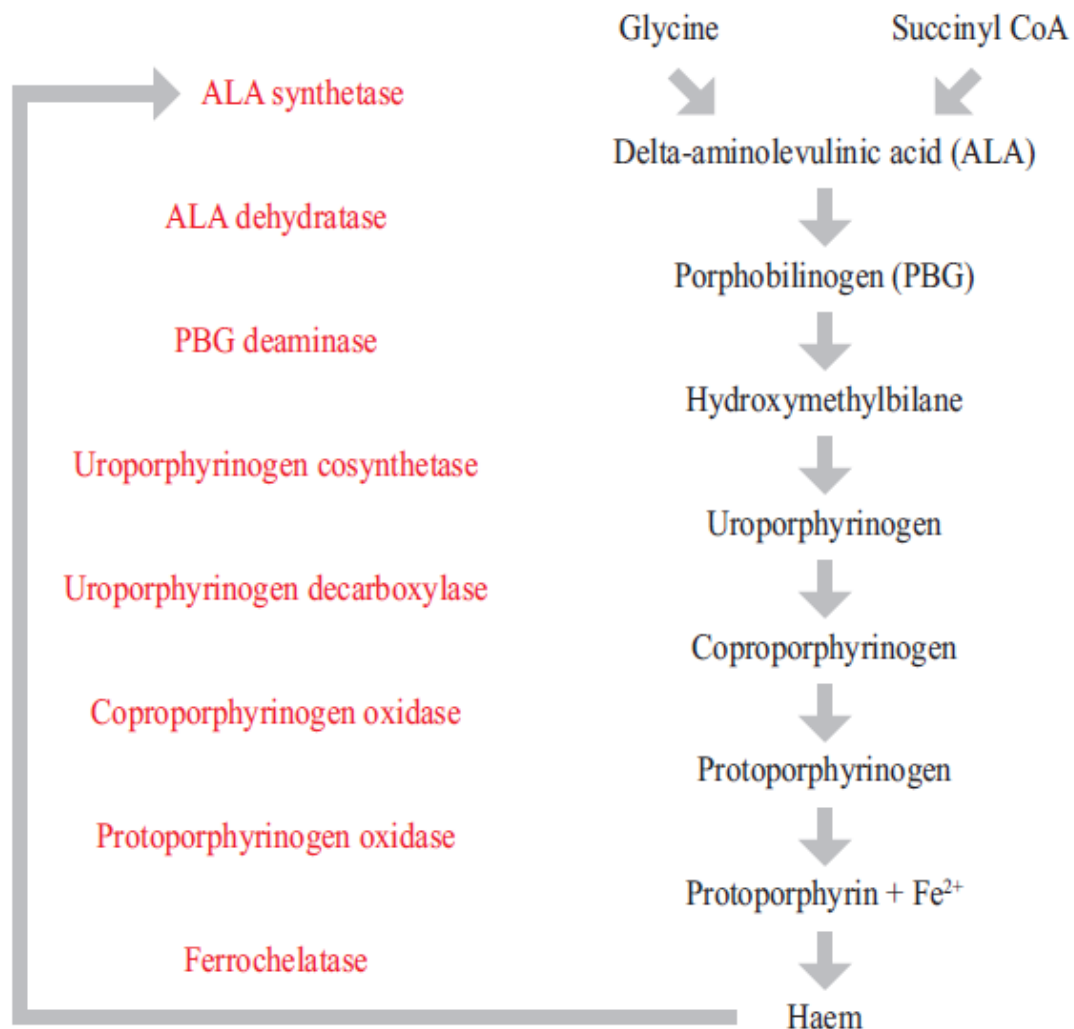 Glycine
Succinyl CoA
ALA synthetase
Delta-aminolevulinic acid (ALA)
ALA dehydratase
Porphobilinogen (PBG)
PBG deaminase
Hydroxymethylbilane
Uroporphyrinogen cosynthetase
Uroporphyrinogen
Uroporphyrinogen decarboxylase
Coproporphyrinogen
Coproporphyrinogen oxidase
Protoporphyrinogen
Protoporphyrinogen oxidase
Protoporphyrin + Fe²⁺
Ferrochelatase
Haem